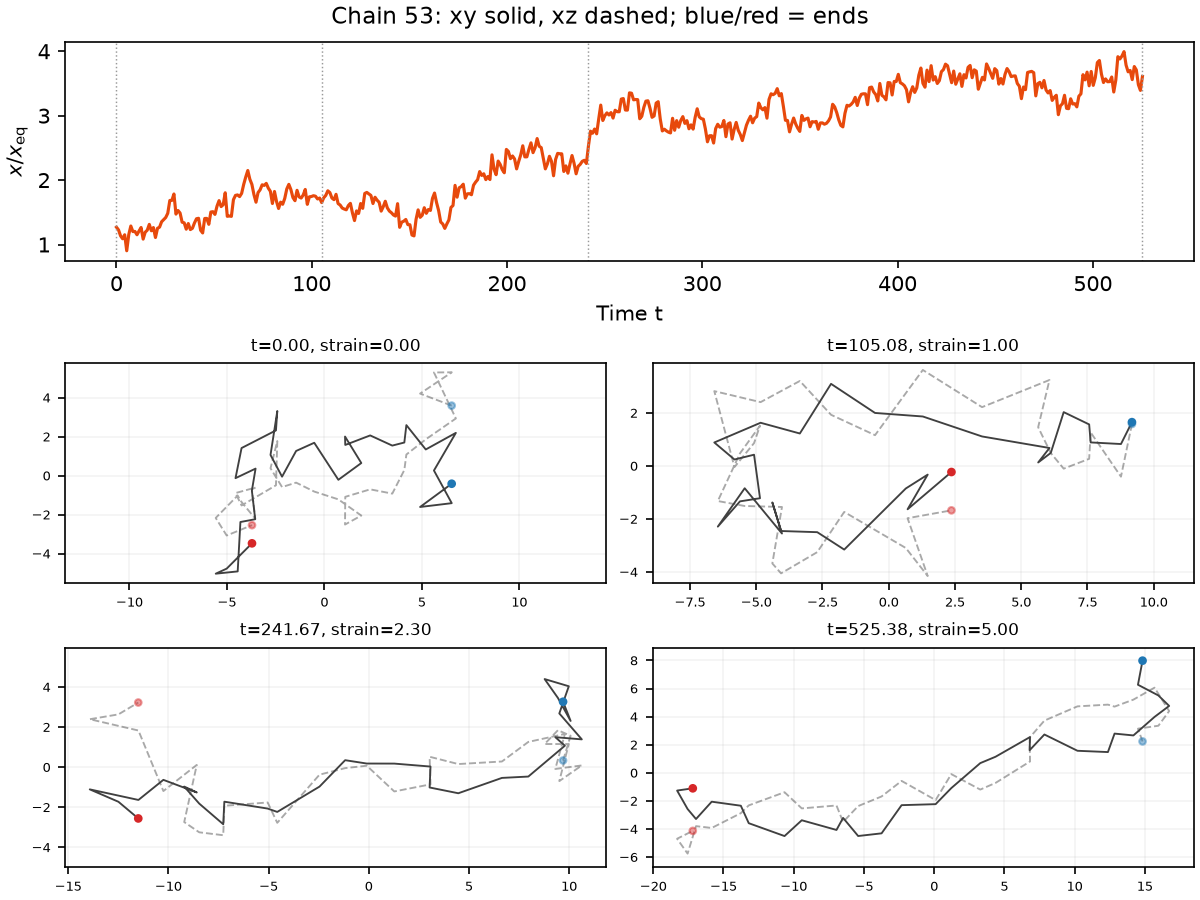 Chain 53: xy solid, xz dashed; blue/red = ends
x/x_eq
4
3
2
1
0 100 200 300 400 500
Time t
t=0.00, strain=0.00
4
2
0
−2
−4
−10 −5 0 5 10
t=105.08, strain=1.00
2
0
−2
−4
−7.5 −5.0 −2.5 0.0 2.5 5.0 7.5 10.0
t=241.67, strain=2.30
4
2
0
−2
−4
−15 −10 −5 0 5 10
t=525.38, strain=5.00
8
6
4
2
0
−2
−4
−6
−20 −15 −10 −5 0 5 10 15